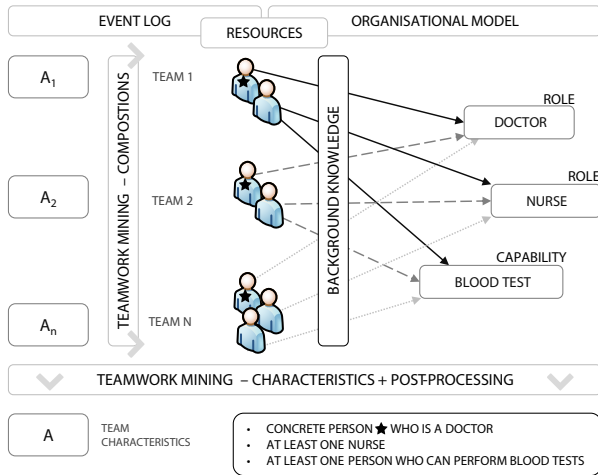 EVENT LOG
ORGANISATIONAL MODEL
RESOURCES
A1
TEAM 1
ROLE
DOCTOR
A2
TEAM 2
ROLE
NURSE
CAPABILITY
BLOOD TEST
An
TEAM N
TEAMWORK MINING – COMPOSTIONS
BACKGROUND KNOWLEDGE
TEAMWORK MINING – CHARACTERISTICS + POST-PROCESSING
A
TEAM
CHARACTERISTICS
• CONCRETE PERSON ★ WHO IS A DOCTOR
• AT LEAST ONE NURSE
• AT LEAST ONE PERSON WHO CAN PERFORM BLOOD TESTS